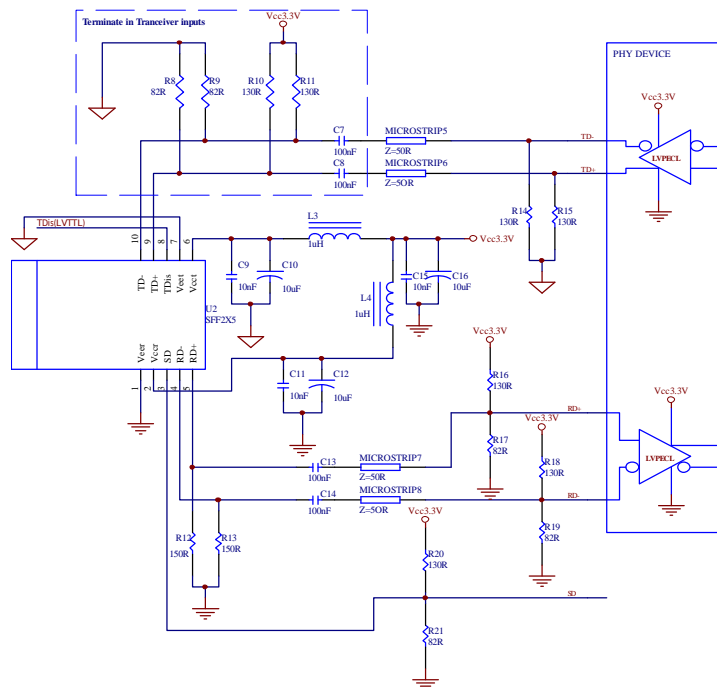 Terminate in Tranceiver inputs
Vcc3.3V
PHY DEVICE
R8
82R
R9
82R
R10
130R
R11
130R
Vcc3.3V
C7
100nF
MICROSTRIP5
Z=50R
TD-
C8
100nF
MICROSTRIP6
Z=5OR
TD+
LVPECL
R14
130R
R15
130R
TDis(LVTTL)
L3
1uH
Vcc3.3V
10
9
8
7
6
TD-
TD+
TDis
Veet
Vcct
C9
10nF
C10
10uF
C15
10nF
C16
10uF
L4
1uH
U2
SFF2X5
Veer
Vccr
SD
RD-
RD+
1
2
3
4
5
C11
10nF
C12
10uF
Vcc3.3V
R16
130R
R17
82R
Vcc3.3V
R18
130R
R19
82R
RD+
RD-
Vcc3.3V
LVPECL
C13
100nF
MICROSTRIP7
Z=50R
C14
100nF
MICROSTRIP8
Z=5OR
R12
150R
R13
150R
Vcc3.3V
R20
130R
SD
R21
82R